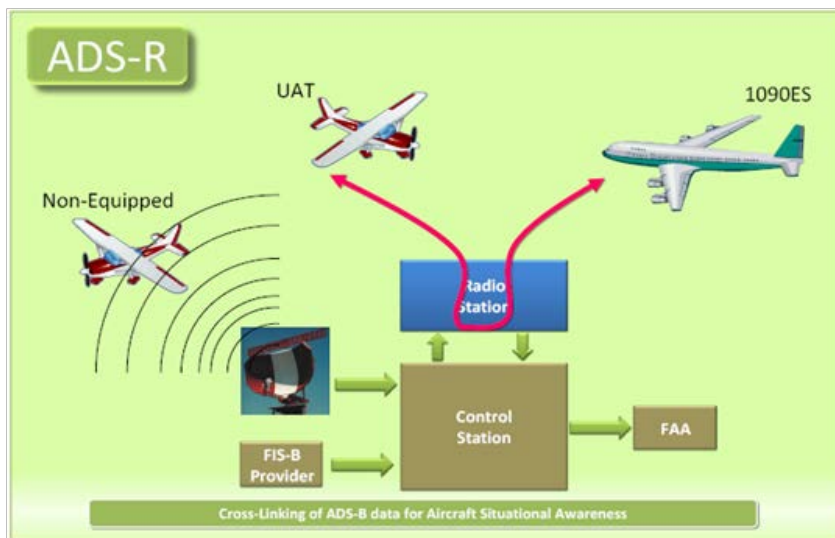 ADS-R
UAT
1090ES
Non-Equipped
Radio
Station
Control
Station
FAA
FIS-B
Provider
Cross-Linking of ADS-B data for Aircraft Situational Awareness